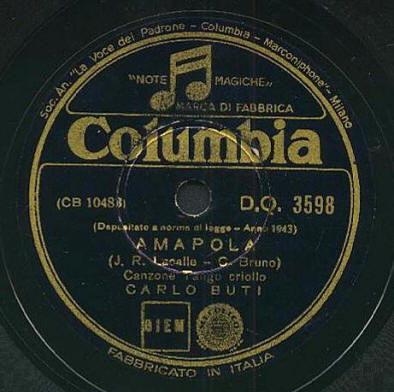 Soc. An. "La Voce del Padrone - Columbia - Marconiphone" - Milano
"NOTE MAGICHE"
MARCA DI FABBRICA
Columbia
(CB 10488) D.Q. 3598
(Depositato a norma di legge - Anno 1943)
AMAPOLA
(J. R. Lacalle - C. Bruno)
Canzone Tango criollo
CARLO BUTI
BIEM
FABBRICATO IN ITALIA